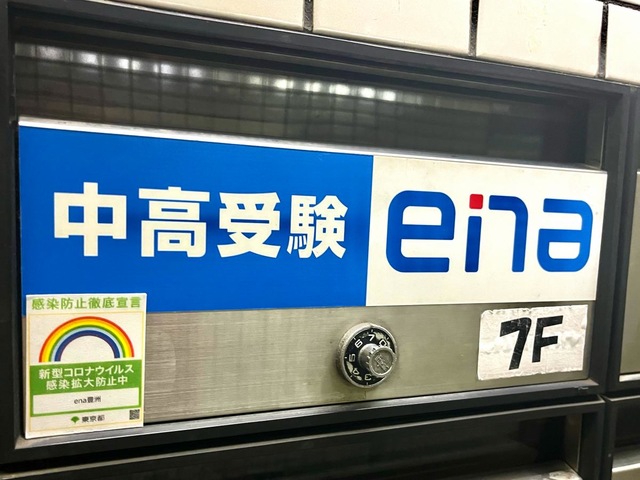 中高受験 ena
感染防止徹底宣言
新型コロナウイルス
感染拡大防止中
ena豊洲
東京都
7F